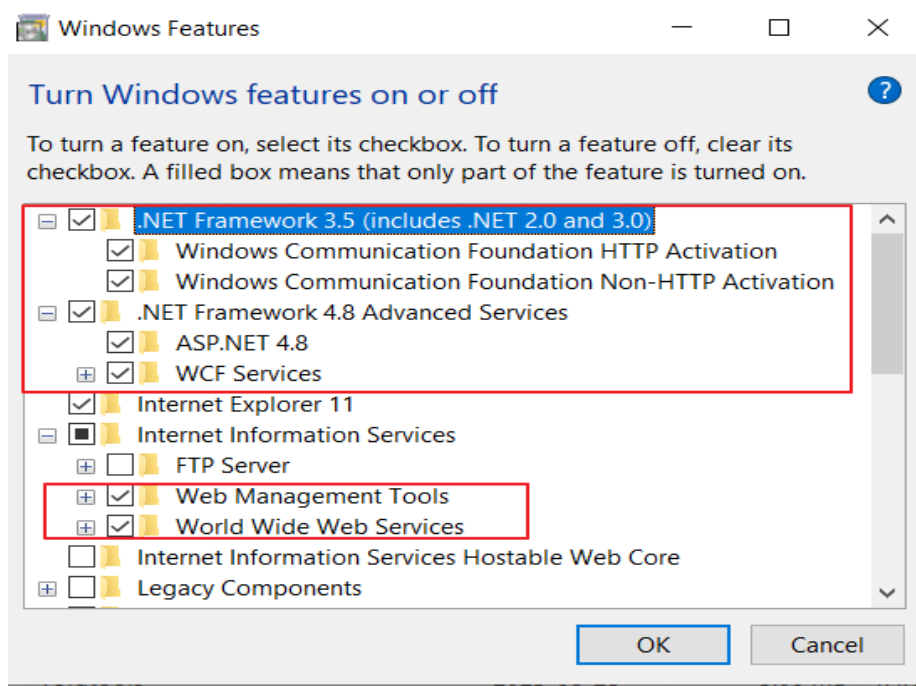 Windows Features
Turn Windows features on or off
?
To turn a feature on, select its checkbox. To turn a feature off, clear its
checkbox. A filled box means that only part of the feature is turned on.
.NET Framework 3.5 (includes .NET 2.0 and 3.0)
Windows Communication Foundation HTTP Activation
Windows Communication Foundation Non-HTTP Activation
.NET Framework 4.8 Advanced Services
ASP.NET 4.8
WCF Services
Internet Explorer 11
Internet Information Services
FTP Server
Web Management Tools
World Wide Web Services
Internet Information Services Hostable Web Core
Legacy Components
OK
Cancel